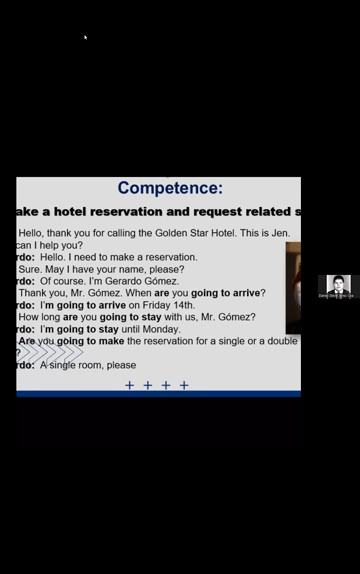 Competence:
ake a hotel reservation and request related s
Hello, thank you for calling the Golden Star Hotel. This is Jen.
can I help you?
rdo: Hello. I need to make a reservation.
Sure. May I have your name, please?
rdo: Of course. I'm Gerardo Gómez.
Thank you, Mr. Gómez. When are you going to arrive?
rdo: I'm going to arrive on Friday 14th.
How long are you going to stay with us, Mr. Gómez?
rdo: I'm going to stay until Monday.
Are you going to make the reservation for a single or a double
?
rdo: A single room, please
+ + + +